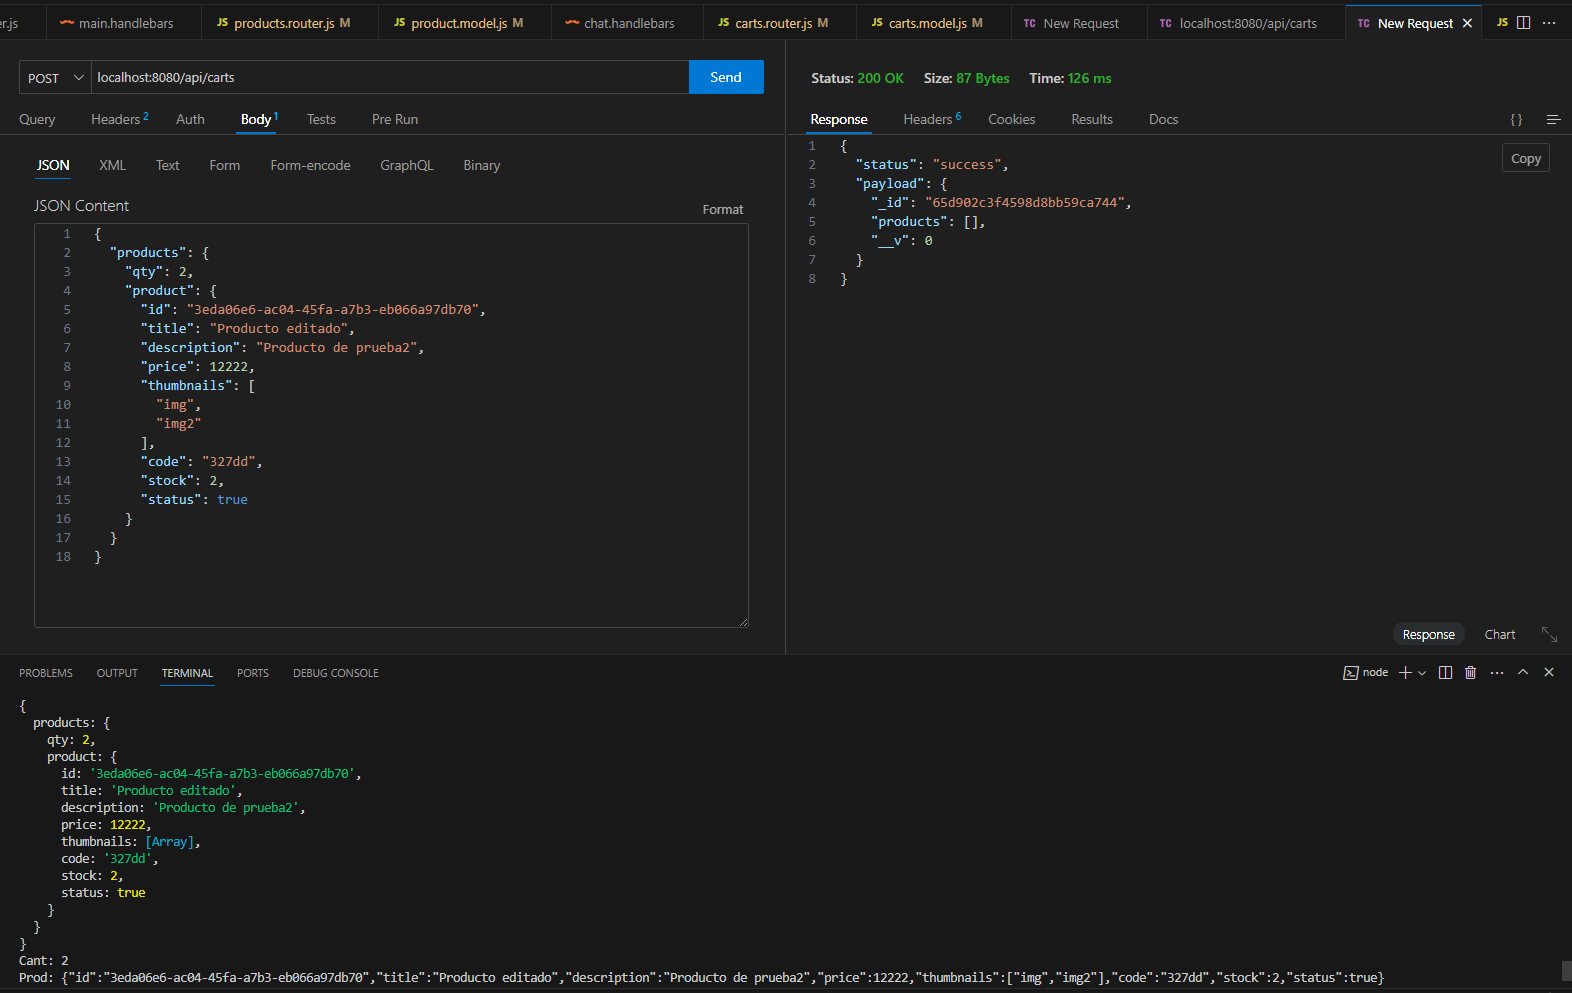 er.js main.handlebars JS products.router.js M JS product.model.js M chat.handlebars JS carts.router.js M JS carts.model.js M TC New Request TC localhost:8080/api/carts TC New Request JS ···
POST localhost:8080/api/carts Send
Query Headers 2 Auth Body 1 Tests Pre Run
JSON XML Text Form Form-encode GraphQL Binary
JSON Content
Format
1 {
2 "products": {
3 "qty": 2,
4 "product": {
5 "id": "3eda06e6-ac04-45fa-a7b3-eb066a97db70",
6 "title": "Producto editado",
7 "description": "Producto de prueba2",
8 "price": 12222,
9 "thumbnails": [
10 "img",
11 "img2"
12 ],
13 "code": "327dd",
14 "stock": 2,
15 "status": true
16 }
17 }
18 }
Status: 200 OK Size: 87 Bytes Time: 126 ms
Response Headers 6 Cookies Results Docs { }
1 {
2 "status": "success",
3 "payload": {
4 "_id": "65d902c3f4598d8bb59ca744",
5 "products": [],
6 "__v": 0
7 }
8 }
Copy
Response Chart
PROBLEMS OUTPUT TERMINAL PORTS DEBUG CONSOLE node ···
{
products: {
qty: 2,
product: {
id: '3eda06e6-ac04-45fa-a7b3-eb066a97db70',
title: 'Producto editado',
description: 'Producto de prueba2',
price: 12222,
thumbnails: [Array],
code: '327dd',
stock: 2,
status: true
}
}
}
Cant: 2
Prod: {"id":"3eda06e6-ac04-45fa-a7b3-eb066a97db70","title":"Producto editado","description":"Producto de prueba2","price":12222,"thumbnails":["img","img2"],"code":"327dd","stock":2,"status":true}